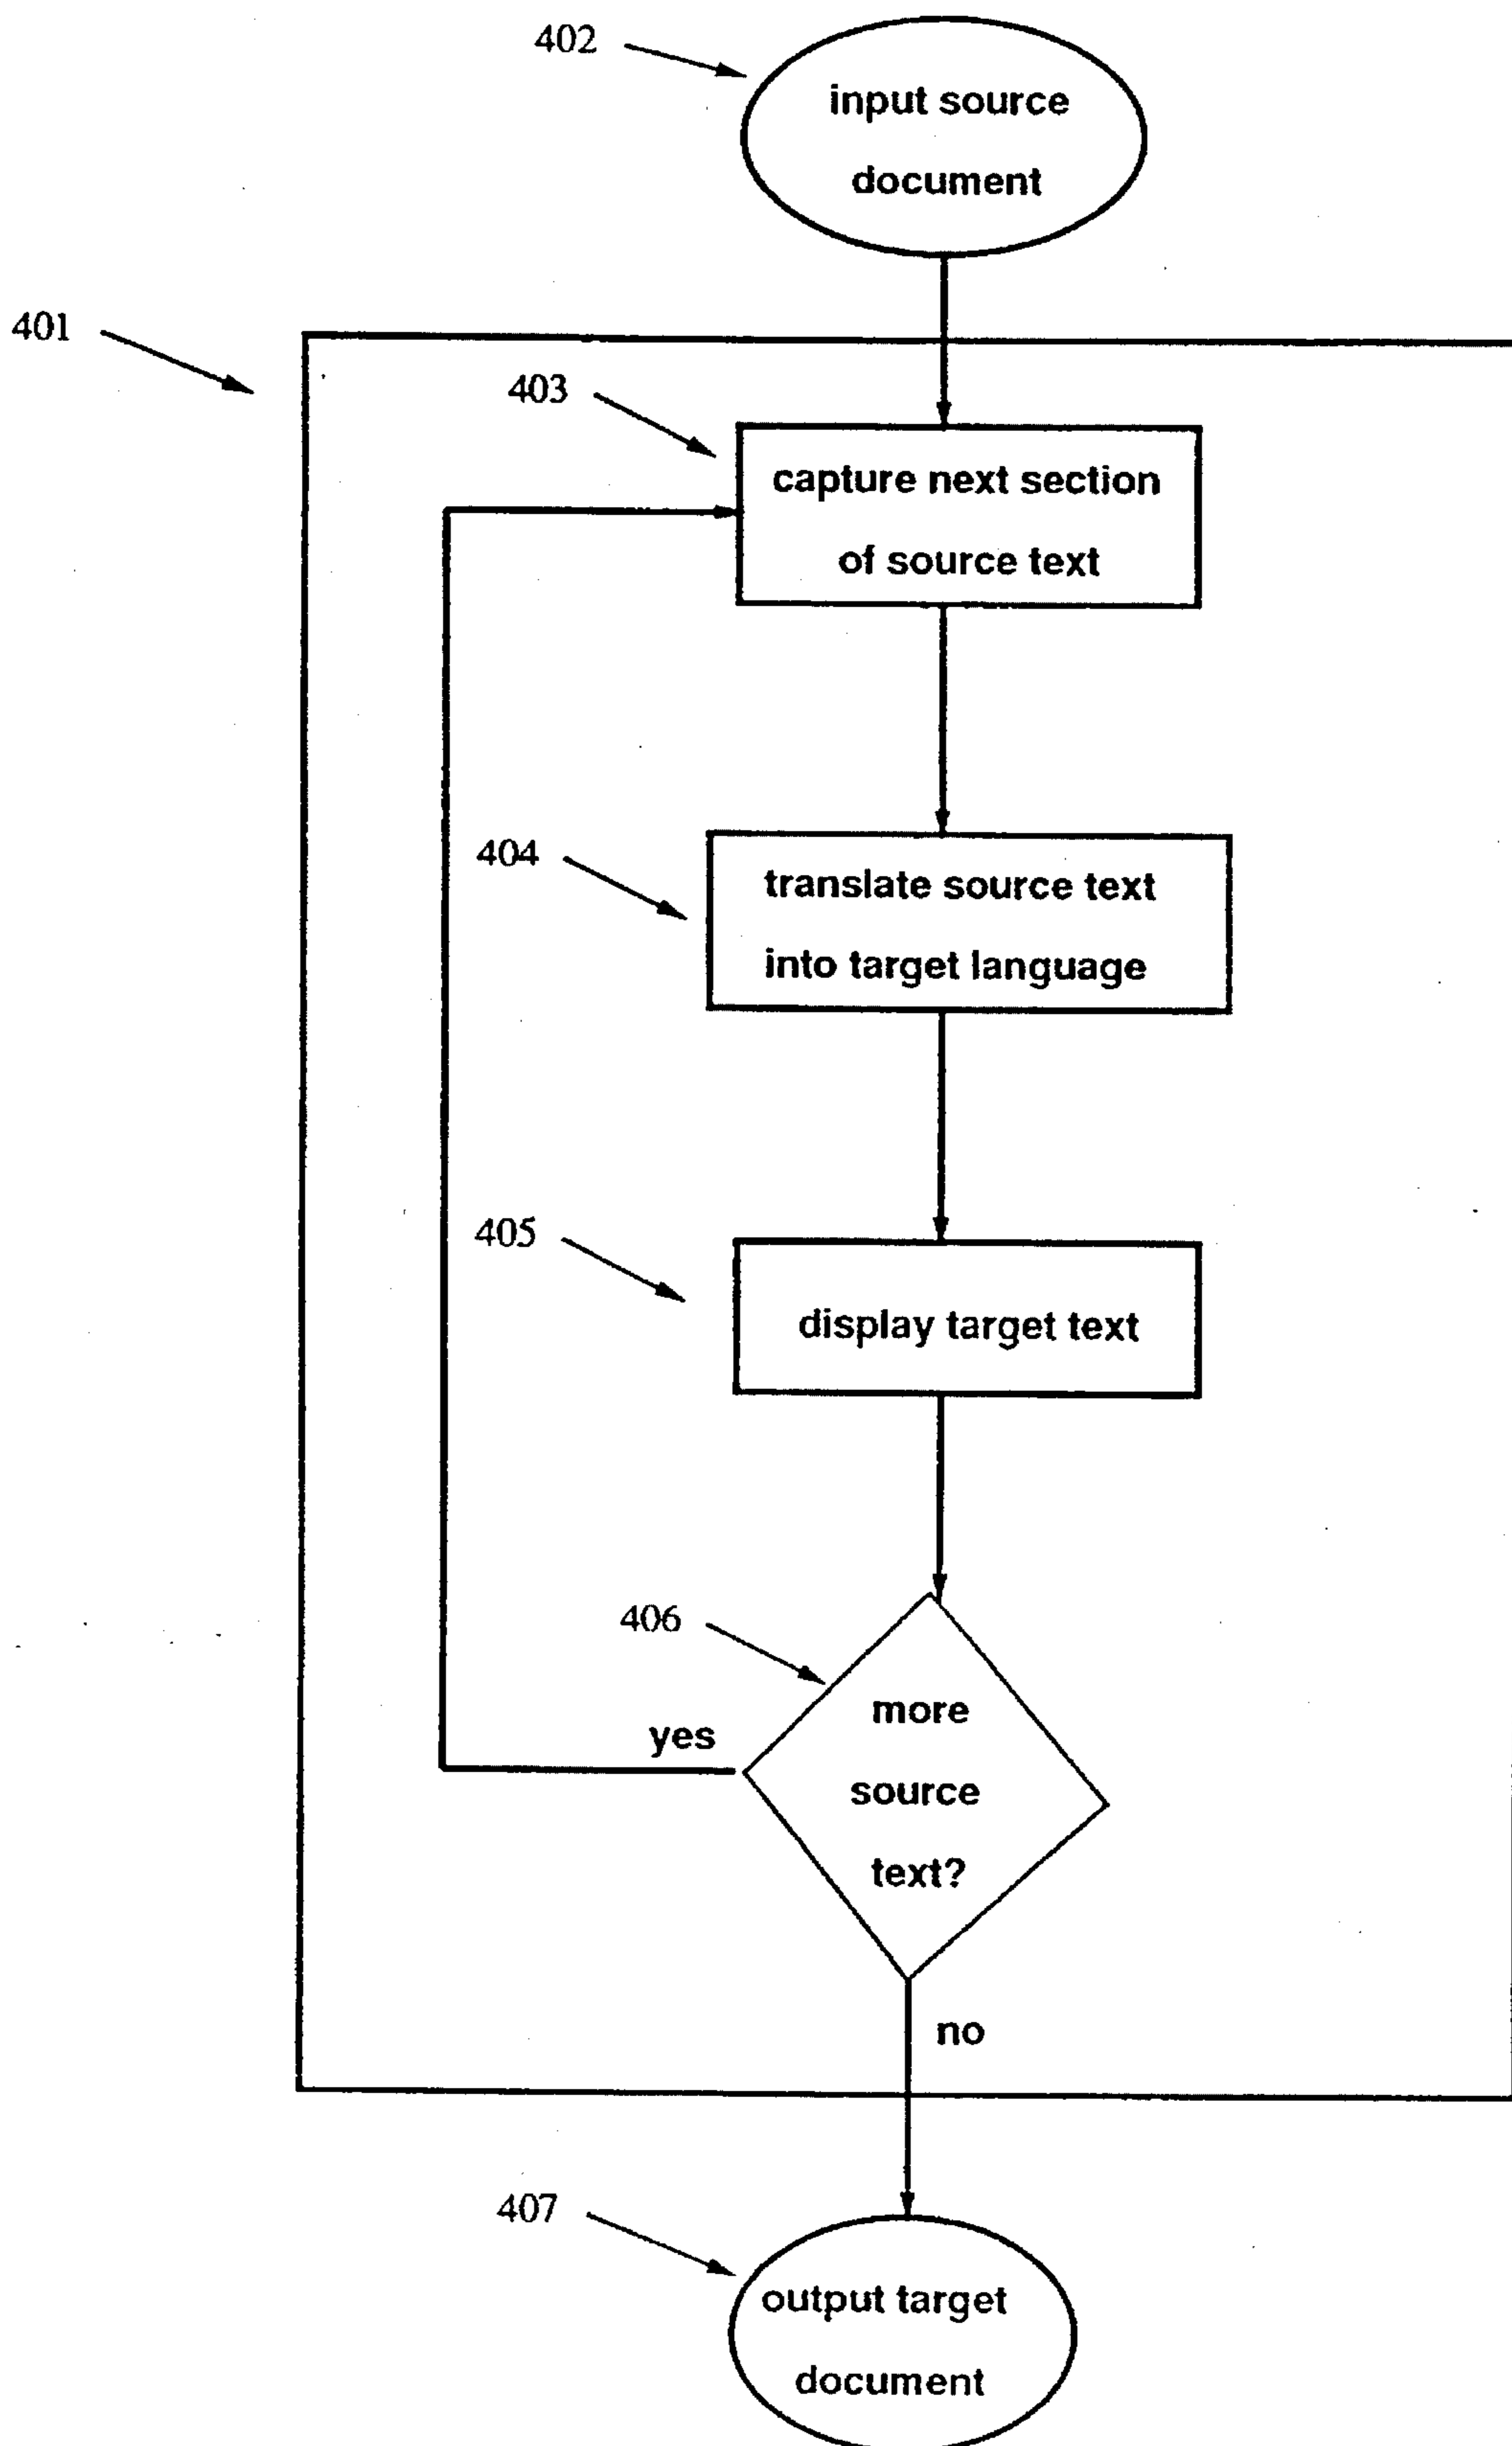 402
input source
document
401
403
capture next section
of source text
404
translate source text
into target language
405
display target text
406
more
yes
source
text?
no
407
output target
document